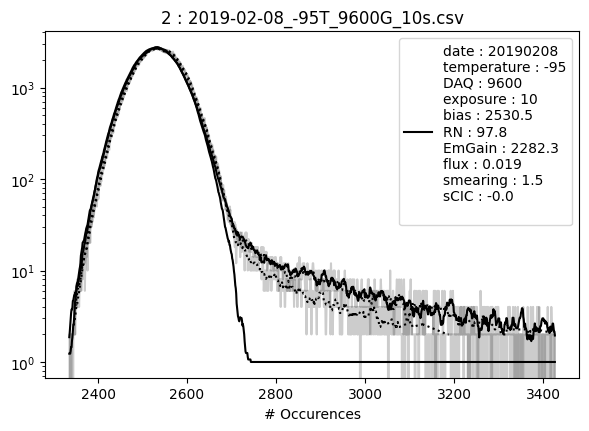 2 : 2019-02-08_-95T_9600G_10s.csv
date : 20190208
temperature : -95
DAQ : 9600
exposure : 10
bias : 2530.5
RN : 97.8
EmGain : 2282.3
flux : 0.019
smearing : 1.5
sCIC : -0.0
10³
10²
10¹
10⁰
2400 2600 2800 3000 3200 3400
# Occurences